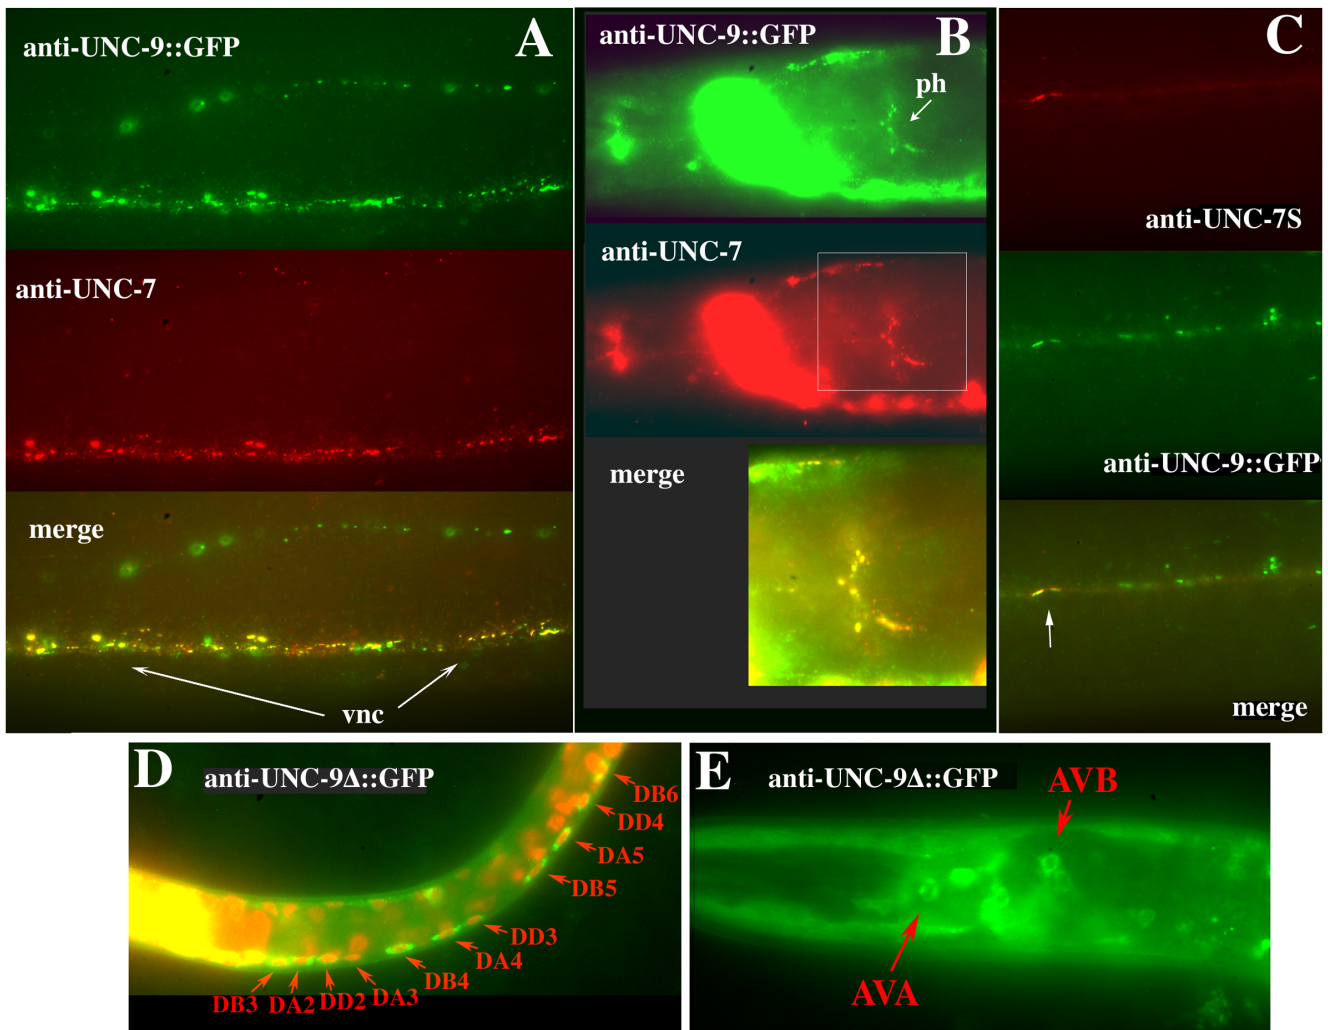 A
anti-UNC-9::GFP
anti-UNC-7
merge
vnc
B
anti-UNC-9::GFP
ph
anti-UNC-7
merge
C
anti-UNC-7S
anti-UNC-9::GFP
merge
D
anti-UNC-9Δ::GFP
DB6
DD4
DA5
DB5
DD3
DA4
DB4
DA3
DD2
DA2
DB3
E
anti-UNC-9Δ::GFP
AVB
AVA